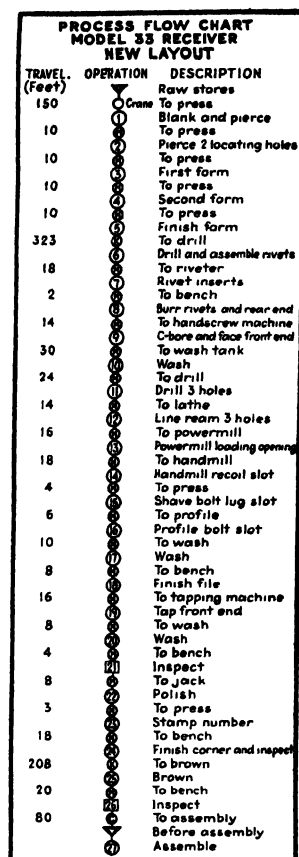 PROCESS FLOW CHART
MODEL 33 RECEIVER
NEW LAYOUT
TRAVEL. OPERATION DESCRIPTION
(Feet) Raw stores
150 Crane To press
1 Blank and pierce
10 To press
2 Pierce 2 locating holes
10 To press
3 First form
10 To press
4 Second form
10 To press
5 Finish form
323 To drill
6 Drill and assemble rivets
18 To riveter
7 Rivet inserts
2 To bench
8 Burr rivets and rear end
14 To handscrew machine
9 C-bore and face front end
30 To wash tank
10 Wash
24 To drill
11 Drill 3 holes
14 To lathe
12 Line ream 3 holes
16 To powermill
13 Powermill loading opening
18 To handmill
14 Handmill recoil slot
4 To press
15 Shave bolt lug slot
6 To profile
16 Profile bolt slot
10 To wash
17 Wash
8 To bench
18 Finish file
16 To tapping machine
19 Tap front end
8 To wash
20 Wash
4 To bench
21 Inspect
8 To jack
22 Polish
3 To press
23 Stamp number
18 To bench
24 Finish corner and inspect
208 To brown
25 Brown
20 To bench
26 Inspect
80 To assembly
Before assembly
27 Assemble